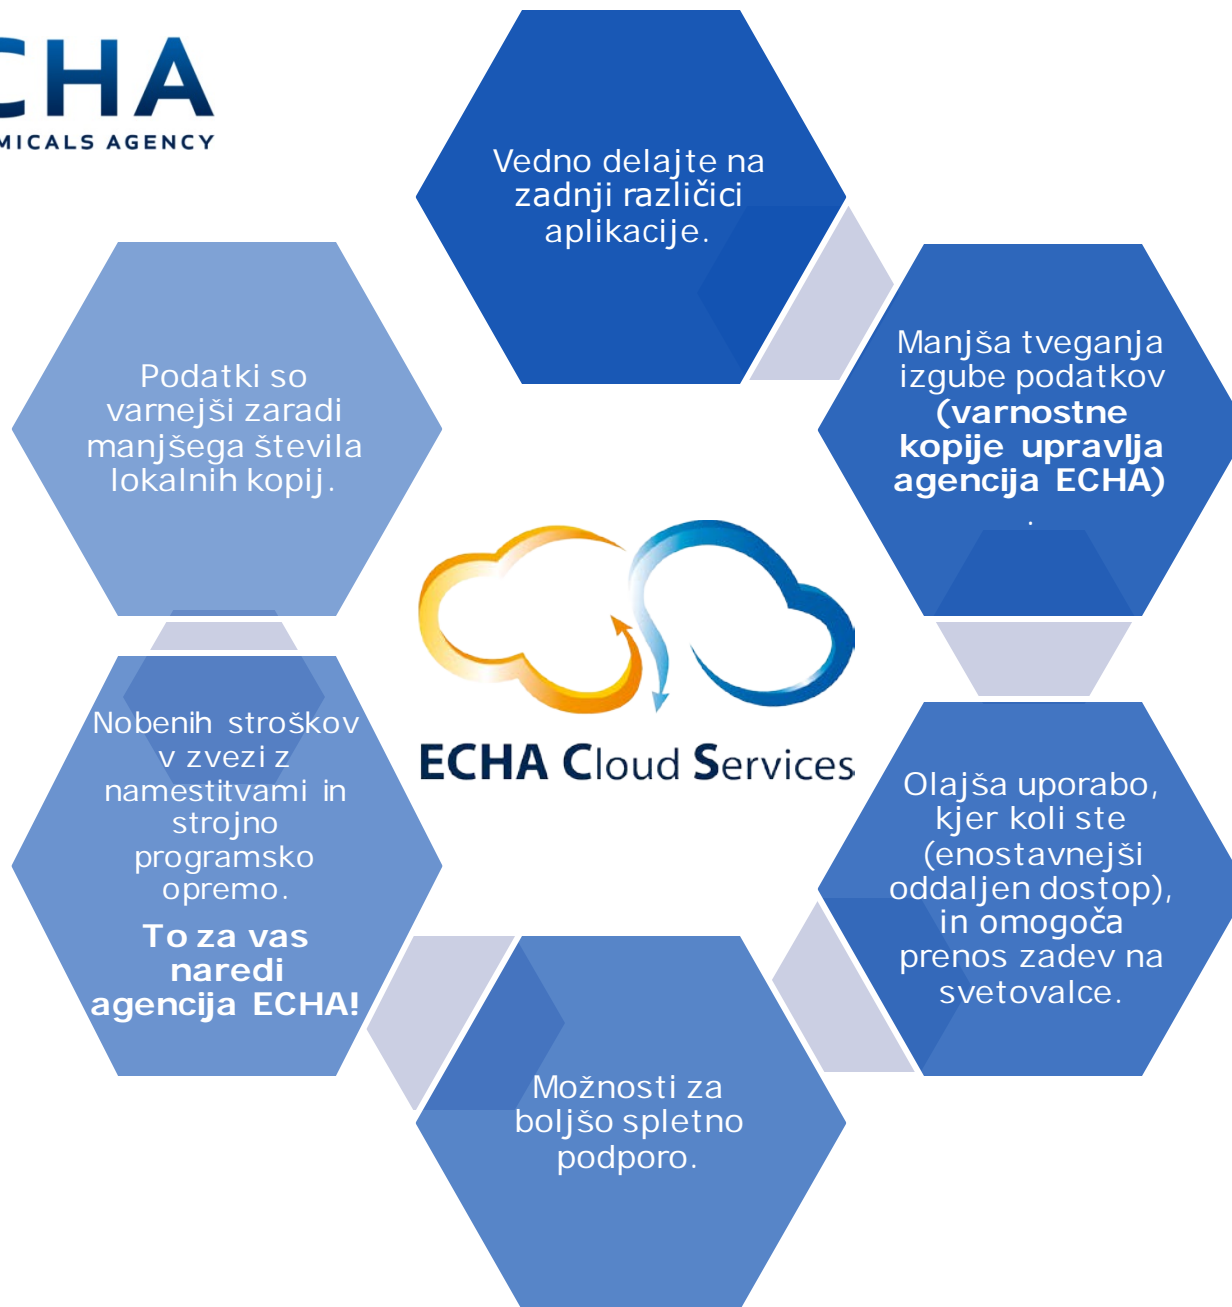 CHA
MICALS AGENCY
Vedno delajte na
zadnji različici
aplikacije.
Manjša tveganja
izgube podatkov
(varnostne
kopije upravlja
agencija ECHA)
.
Olajša uporabo,
kjer koli ste
(enostavnejši
oddaljen dostop),
in omogoča
prenos zadev na
svetovalce.
Možnosti za
boljšo spletno
podporo.
Nobenih stroškov
v zvezi z
namestitvami in
strojno
programsko
opremo.
To za vas
naredi
agencija ECHA!
Podatki so
varnejši zaradi
manjšega števila
lokalnih kopij.
ECHA Cloud Services